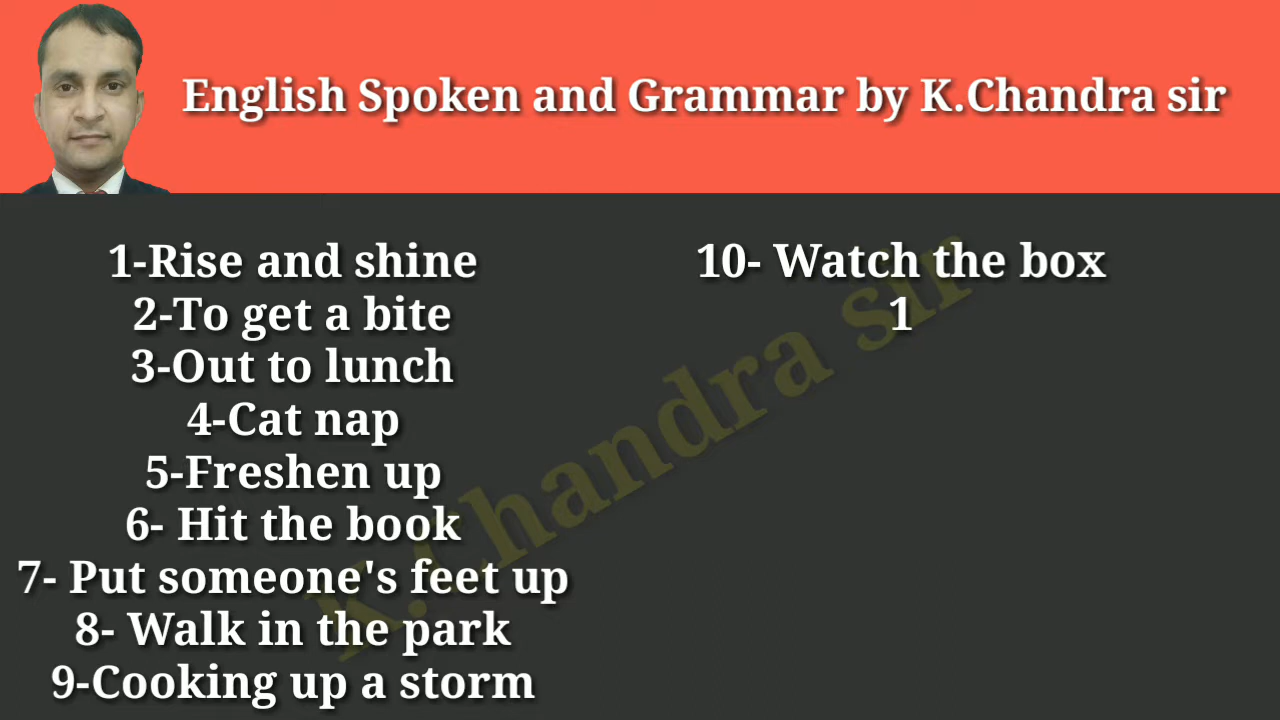 English Spoken and Grammar by K.Chandra sir
1-Rise and shine
2-To get a bite
3-Out to lunch
4-Cat nap
5-Freshen up
6- Hit the book
7- Put someone's feet up
8- Walk in the park
9-Cooking up a storm
10- Watch the box
1
K.Chandra sir